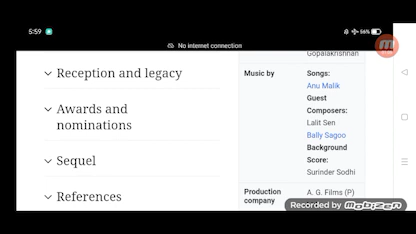 5:59
56%
No internet connection
Gopalakrishnan
Reception and legacy
Awards and
nominations
Sequel
References
Music by
Songs:
Anu Malik
Guest
Composers:
Lalit Sen
Bally Sagoo
Background
Score:
Surinder Sodhi
Production
company
A. G. Films (P)
Recorded by
MOBIZEN